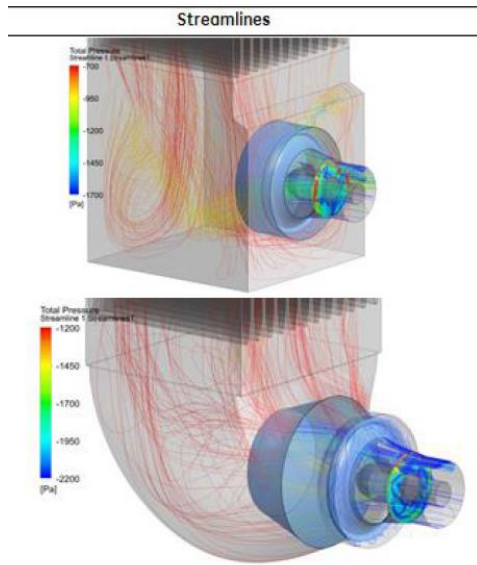 Streamlines
Total Pressure
Streamline 1.Streamlines1
-700
-950
-1200
-1450
-1700
[Pa]
Total Pressure
Streamline 1.Streamlines1
-1200
-1450
-1700
-1950
-2200
[Pa]